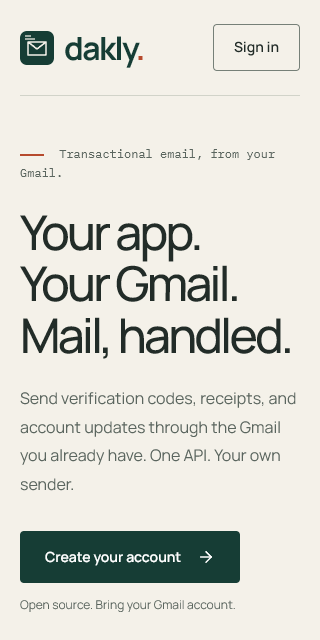 dakly.
Sign in
Transactional email, from your
Gmail.
Your app.
Your Gmail.
Mail, handled.
Send verification codes, receipts, and
account updates through the Gmail
you already have. One API. Your own
sender.
Create your account →
Open source. Bring your Gmail account.